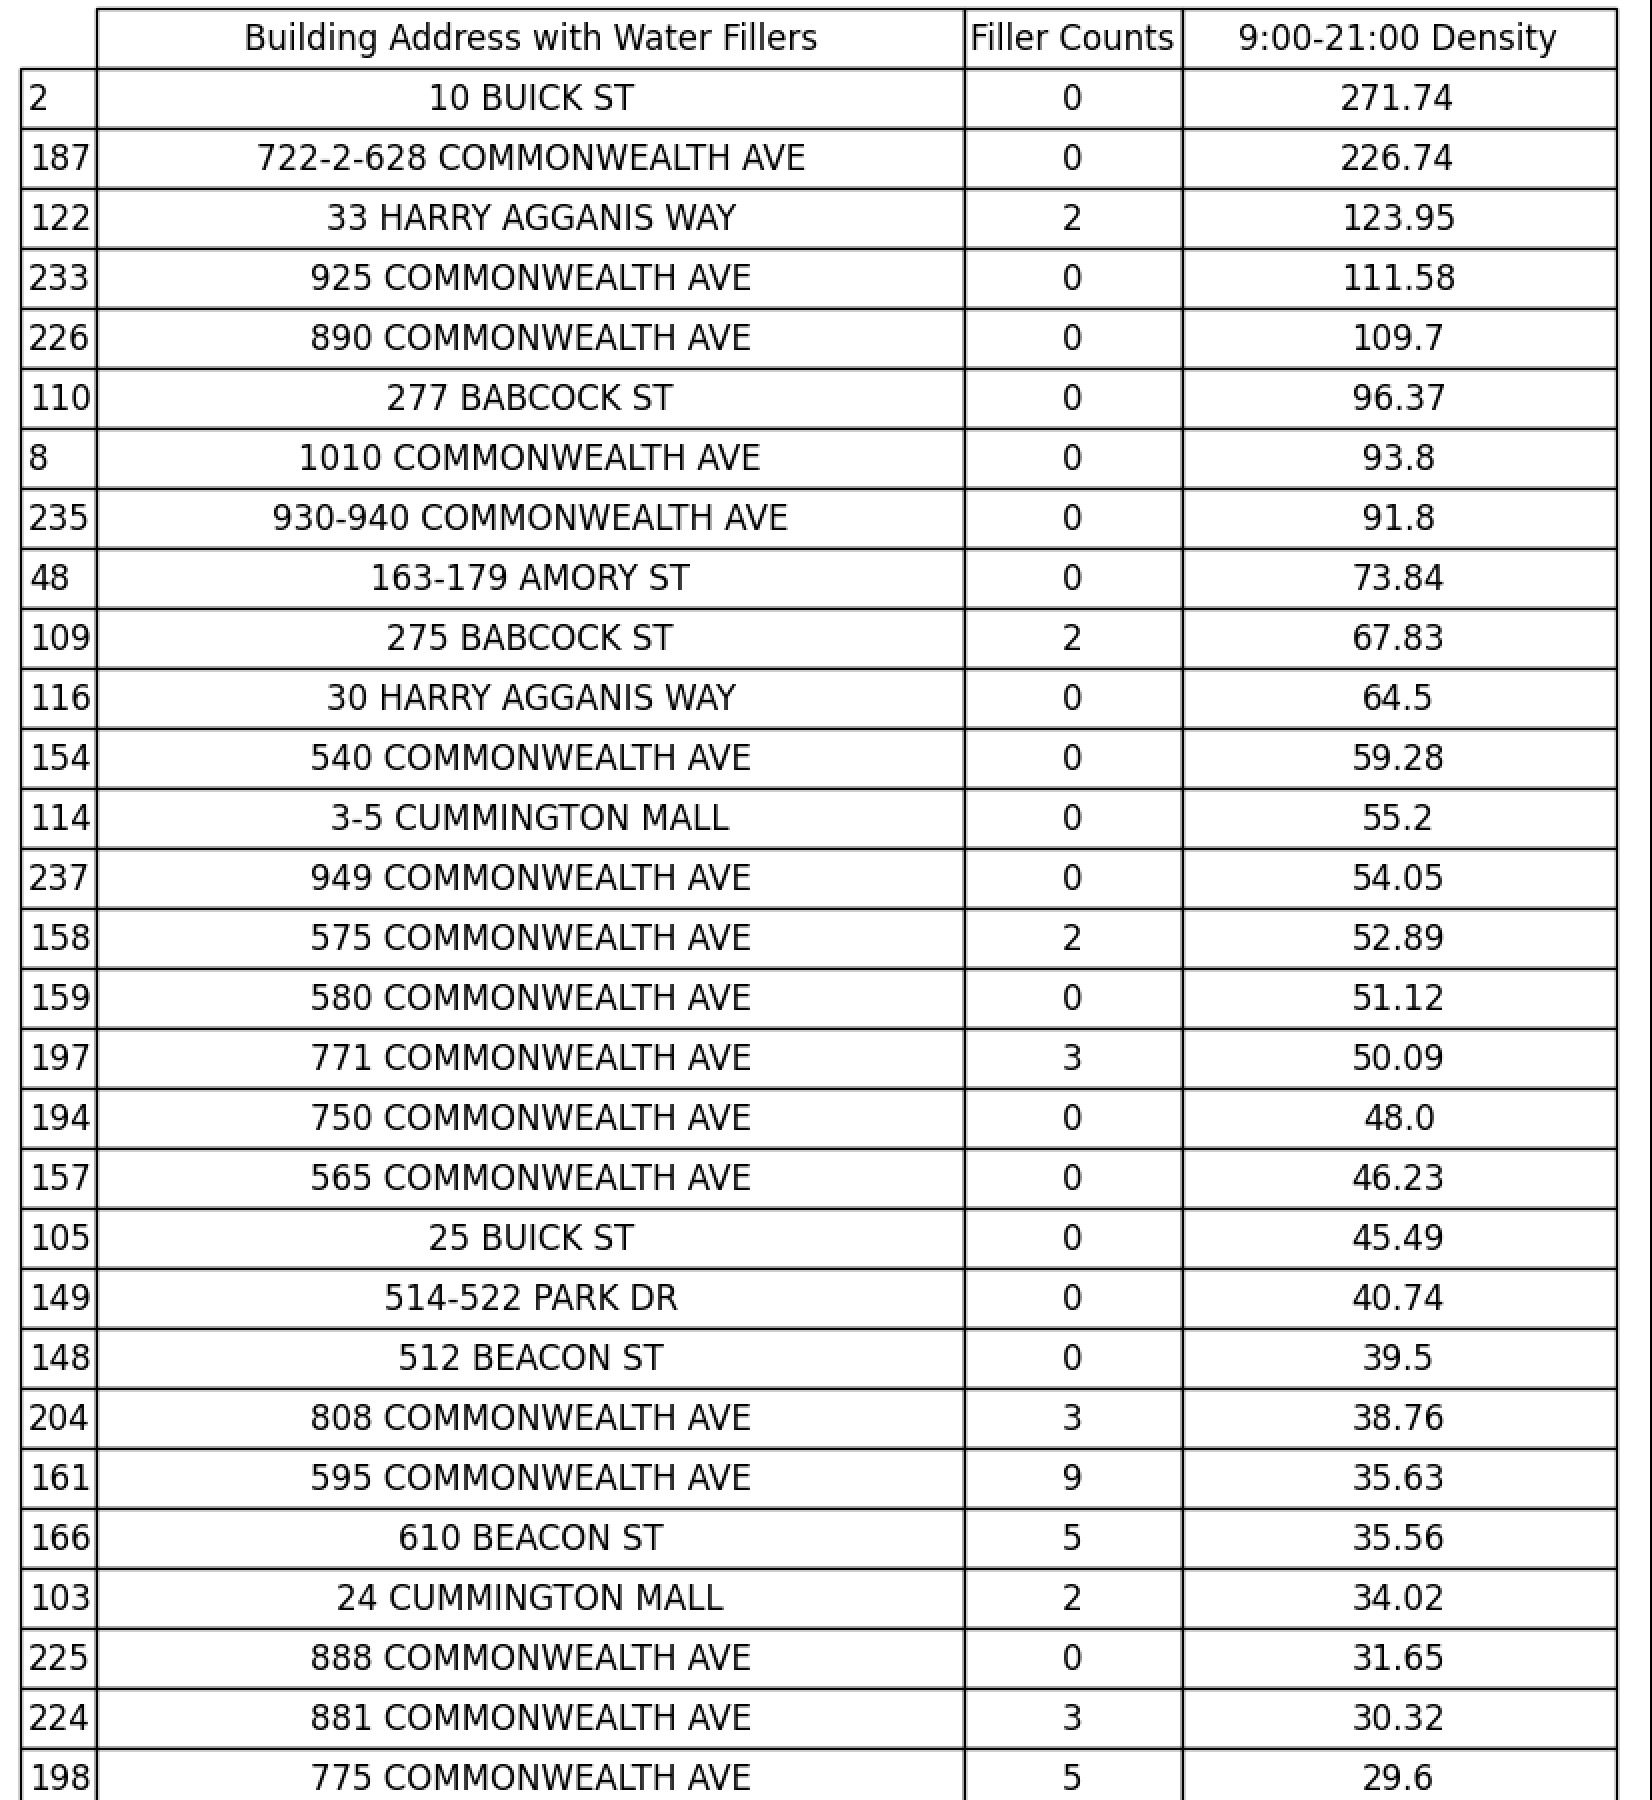 Building Address with Water Fillers Filler Counts 9:00-21:00 Density
2 10 BUICK ST 0 271.74
187 722-2-628 COMMONWEALTH AVE 0 226.74
122 33 HARRY AGGANIS WAY 2 123.95
233 925 COMMONWEALTH AVE 0 111.58
226 890 COMMONWEALTH AVE 0 109.7
110 277 BABCOCK ST 0 96.37
8 1010 COMMONWEALTH AVE 0 93.8
235 930-940 COMMONWEALTH AVE 0 91.8
48 163-179 AMORY ST 0 73.84
109 275 BABCOCK ST 2 67.83
116 30 HARRY AGGANIS WAY 0 64.5
154 540 COMMONWEALTH AVE 0 59.28
114 3-5 CUMMINGTON MALL 0 55.2
237 949 COMMONWEALTH AVE 0 54.05
158 575 COMMONWEALTH AVE 2 52.89
159 580 COMMONWEALTH AVE 0 51.12
197 771 COMMONWEALTH AVE 3 50.09
194 750 COMMONWEALTH AVE 0 48.0
157 565 COMMONWEALTH AVE 0 46.23
105 25 BUICK ST 0 45.49
149 514-522 PARK DR 0 40.74
148 512 BEACON ST 0 39.5
204 808 COMMONWEALTH AVE 3 38.76
161 595 COMMONWEALTH AVE 9 35.63
166 610 BEACON ST 5 35.56
103 24 CUMMINGTON MALL 2 34.02
225 888 COMMONWEALTH AVE 0 31.65
224 881 COMMONWEALTH AVE 3 30.32
198 775 COMMONWEALTH AVE 5 29.6